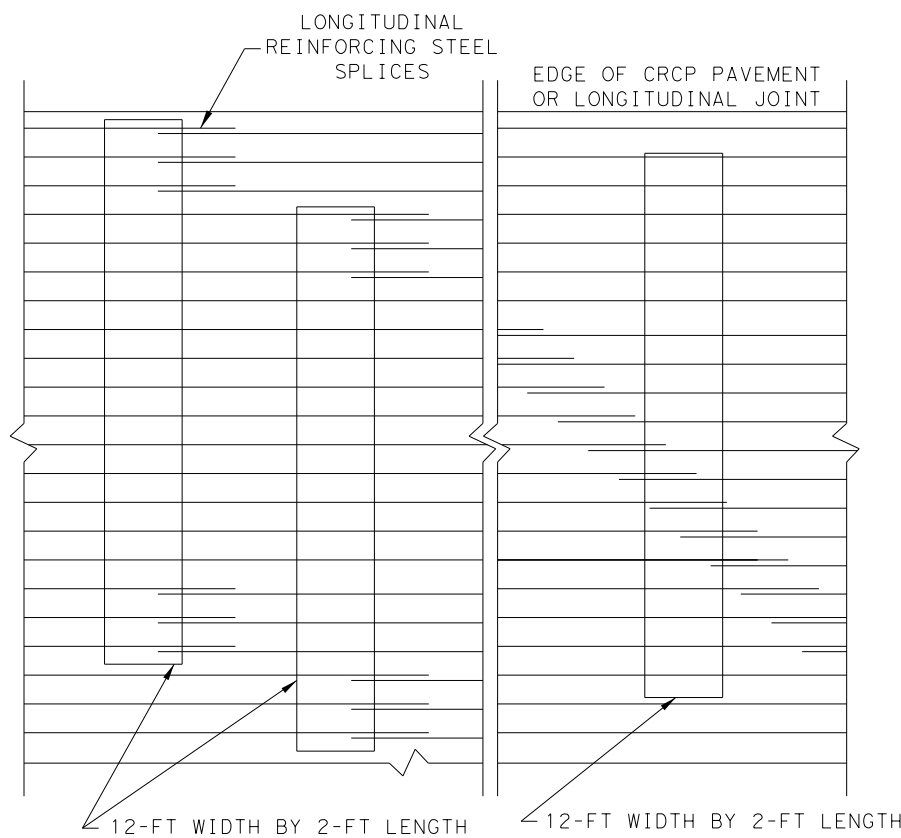 LONGITUDINAL
REINFORCING STEEL
SPLICES
EDGE OF CRCP PAVEMENT
OR LONGITUDINAL JOINT
12-FT WIDTH BY 2-FT LENGTH
12-FT WIDTH BY 2-FT LENGTH